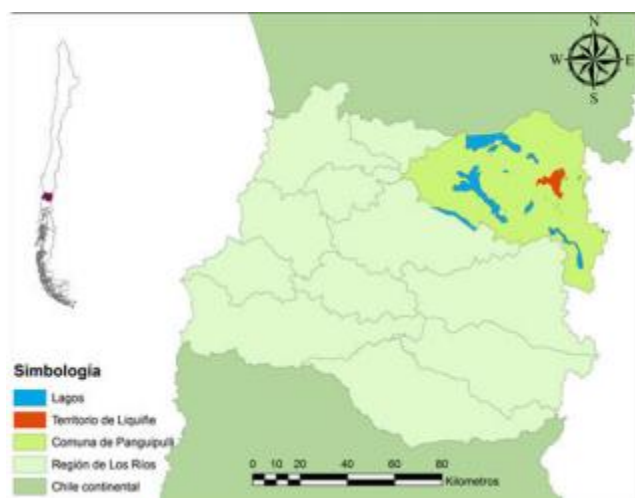 N
W E
S
Simbología
Lagos
Territorio de Liquiñe
Comuna de Panguipulli
Región de Los Ríos
Chile continental
0 10 20 40 60 80
Kilometros